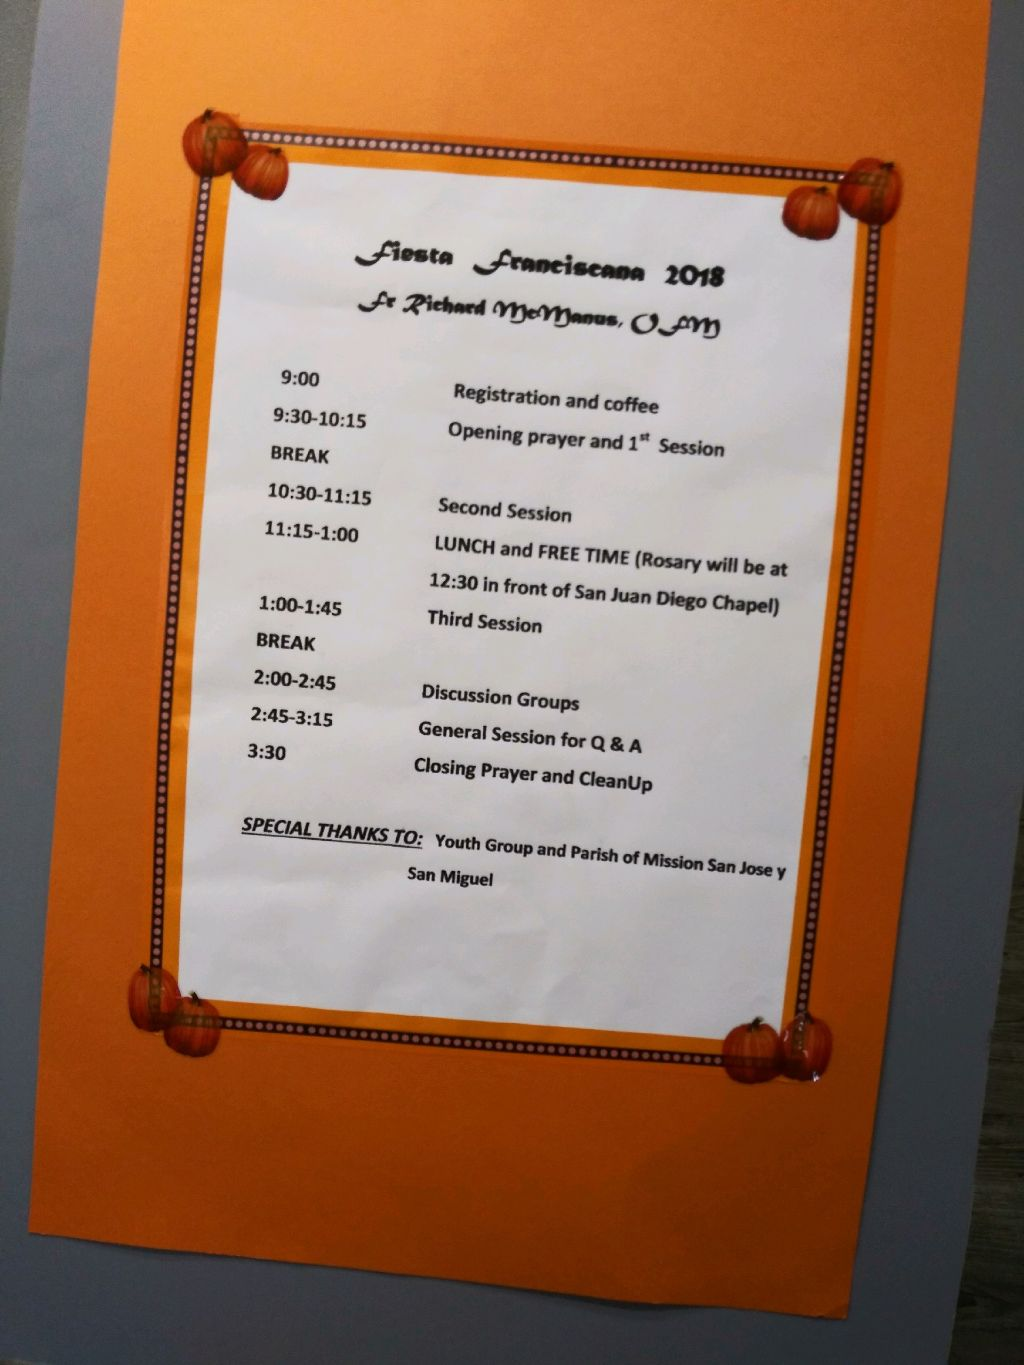 Fiesta Franciscana 2018
Fr Richard McManus, OFM
9:00 Registration and coffee
9:30-10:15 Opening prayer and 1st Session
BREAK
10:30-11:15 Second Session
11:15-1:00 LUNCH and FREE TIME (Rosary will be at
12:30 in front of San Juan Diego Chapel)
1:00-1:45 Third Session
BREAK
2:00-2:45 Discussion Groups
2:45-3:15 General Session for Q & A
3:30 Closing Prayer and CleanUp
SPECIAL THANKS TO: Youth Group and Parish of Mission San Jose y
San Miguel